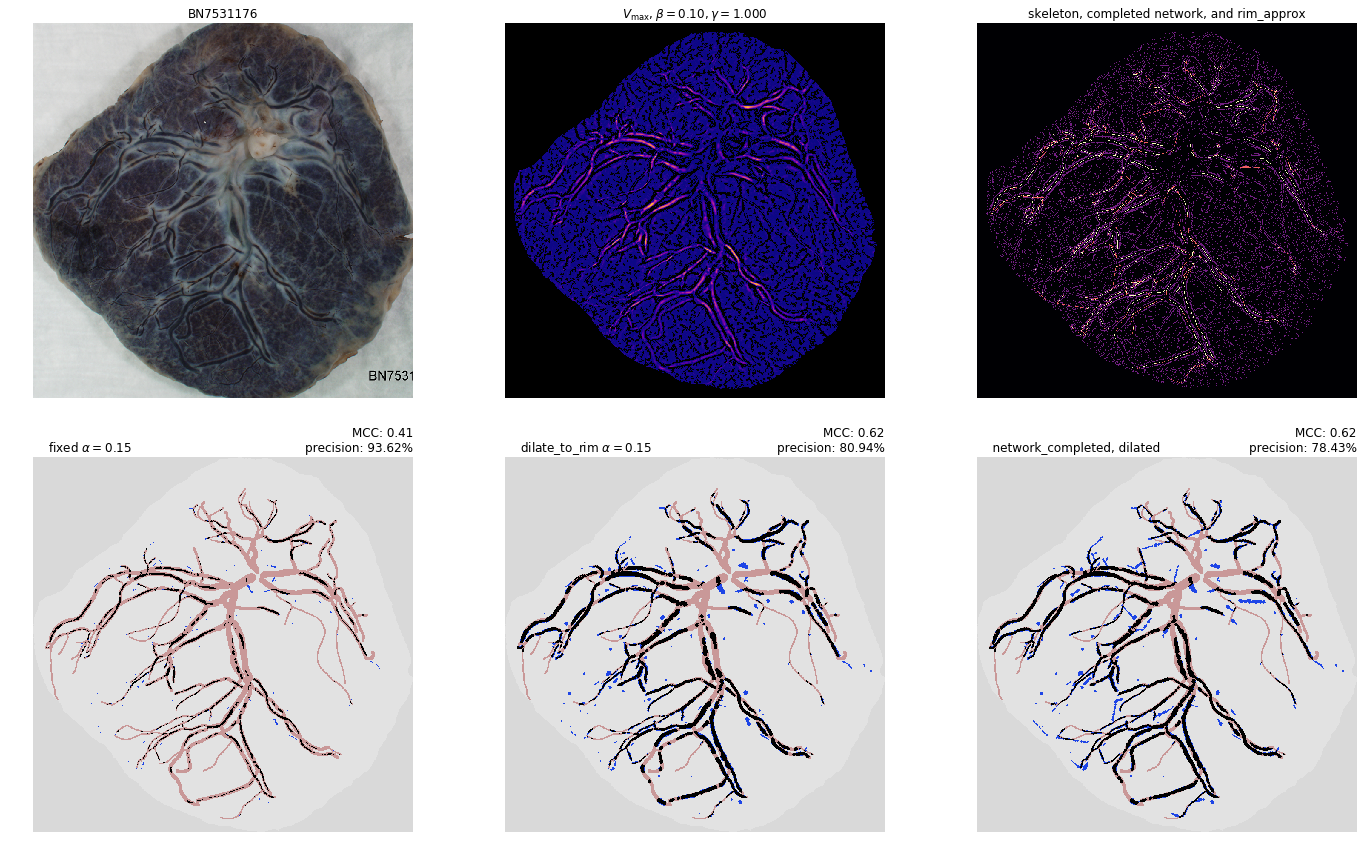 BN7531176
V_max, β = 0.10, γ = 1.000
skeleton, completed network, and rim_approx
BN7531
MCC: 0.41
fixed α = 0.15 precision: 93.62%
MCC: 0.62
dilate_to_rim α = 0.15 precision: 80.94%
MCC: 0.62
network_completed, dilated precision: 78.43%